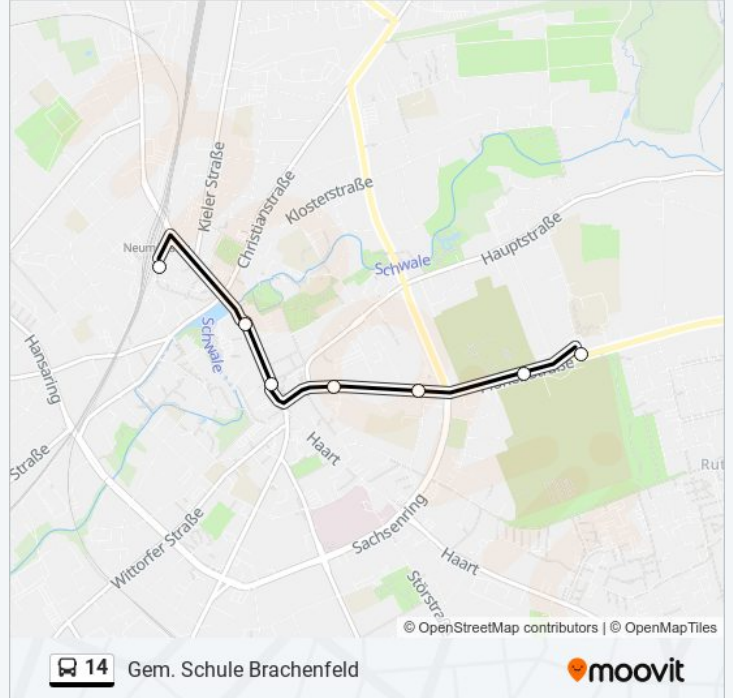 Kieler Straße
Christianstraße
Klosterstraße
Neum
Schwale
Hauptstraße
Schwale
Hansaring
Straße
Haart
Rut
Sachsenring
Wittorfer Straße
Haart
Störstra
© OpenStreetMap contributors | © OpenMapTiles
14 Gem. Schule Brachenfeld
moovit